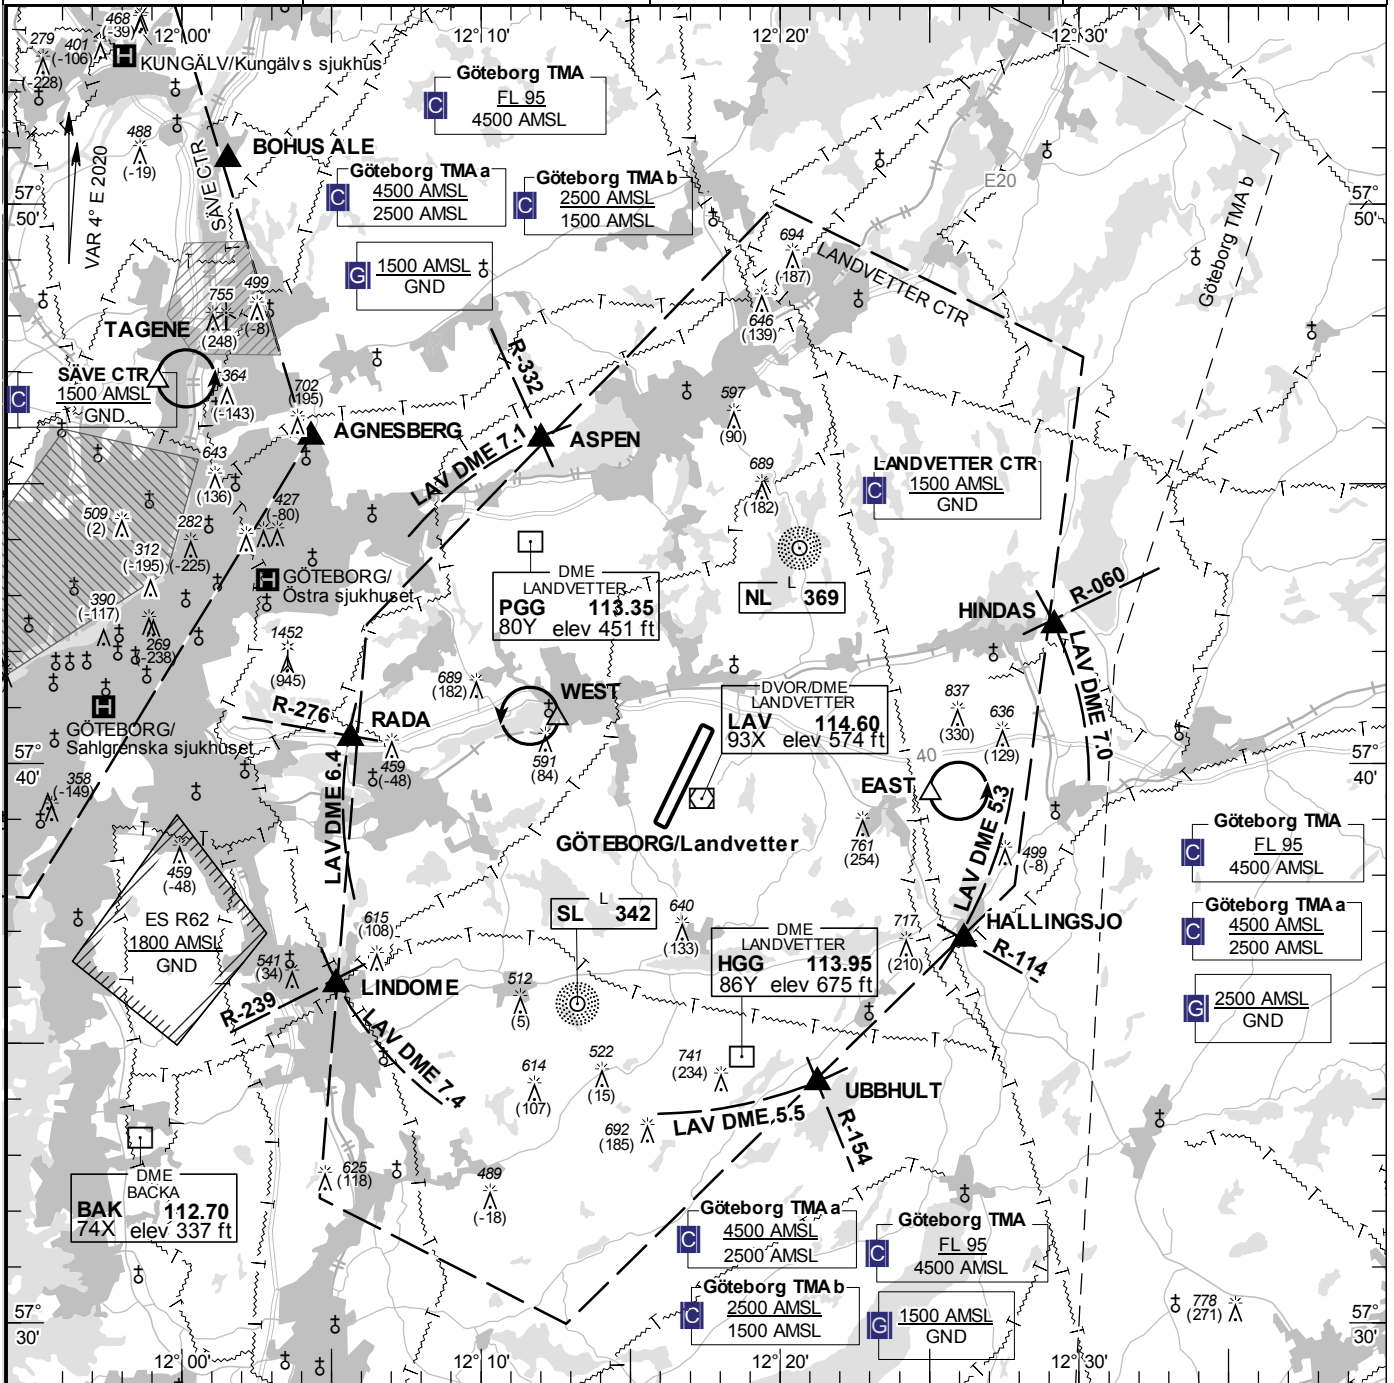 468
(-39)
279
(-228)
401
(-106)
12° 00'
12° 10'
12° 20'
12° 30'
H
KUNGÄLV/Kungälvs sjukhus
Göteborg TMA
C
FL 95
4500 AMSL
488
(-19)
VAR 4° E 2020
SÄVE CTR
BOHUS ALE
Göteborg TMA a
C
4500 AMSL
2500 AMSL
Göteborg TMA b
C
2500 AMSL
1500 AMSL
E20
57°
50'
57°
50'
Göteborg TMA b
G
1500 AMSL
GND
694
(-187)
LANDVETTER CTR
755
(248)
499
(-8)
646
(139)
TAGENE
SÄVE CTR
C
1500 AMSL
GND
364
(-143)
702
(195)
R-332
AGNESBERG
LAV DME 7.1
ASPEN
597
(90)
643
(136)
689
(182)
LANDVETTER CTR
C
1500 AMSL
GND
509
(2)
282
(-225)
427
(-80)
312
(-195)
390
(-117)
269
(-238)
H
GÖTEBORG/
Östra sjukhuset
DME
LANDVETTER
PGG 113.35
80Y elev 451 ft
L
NL 369
HINDAS
R-060
LAV DME 7.0
1452
(945)
689
(182)
WEST
R-276
RADA
459
(-48)
591
(84)
DVOR/DME
LANDVETTER
LAV 114.60
93X elev 574 ft
837
(330)
636
(129)
H
GÖTEBORG/
Sahlgrenska sjukhuset
57°
40'
57°
40'
358
(-149)
LAV DME 6.4
40
EAST
LAV DME 5.3
GÖTEBORG/Landvetter
761
(254)
499
(-8)
Göteborg TMA
C
FL 95
4500 AMSL
459
(-48)
ES R62
1800 AMSL
GND
L
SL 342
640
(133)
717
(210)
HALLINGSJO
R-114
Göteborg TMA a
C
4500 AMSL
2500 AMSL
615
(108)
541
(34)
LINDOME
R-239
LAV DME 7.4
512
(5)
DME
LANDVETTER
HGG 113.95
86Y elev 675 ft
G
2500 AMSL
GND
614
(107)
522
(15)
741
(234)
UBBHULT
692
(185)
LAV DME 5.5
R-154
DME
BACKA
BAK 112.70
74X elev 337 ft
625
(118)
489
(-18)
Göteborg TMA a
C
4500 AMSL
2500 AMSL
Göteborg TMA
C
FL 95
4500 AMSL
Göteborg TMA b
C
2500 AMSL
1500 AMSL
G
1500 AMSL
GND
778
(271)
57°
30'
57°
30'
12° 00'
12° 10'
12° 20'
12° 30'